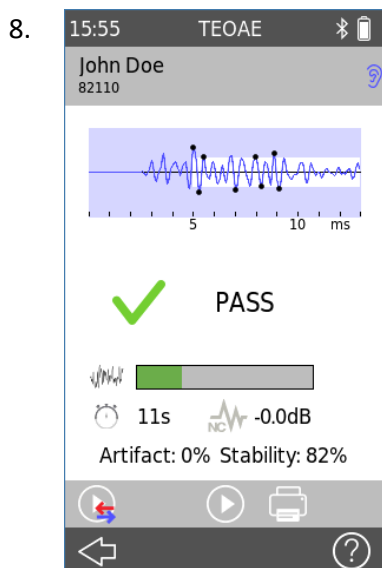 8.
15:55 TEOAE
John Doe
82110
5 10 ms
PASS
11s NC -0.0dB
Artifact: 0% Stability: 82%
?